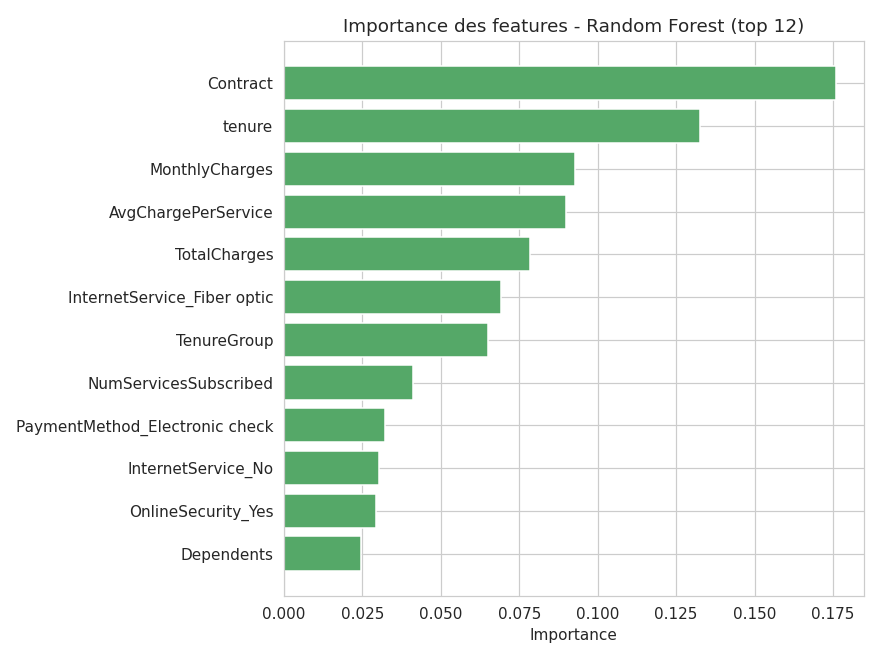 Importance des features - Random Forest (top 12)
Contract
tenure
MonthlyCharges
AvgChargePerService
TotalCharges
InternetService_Fiber optic
TenureGroup
NumServicesSubscribed
PaymentMethod_Electronic check
InternetService_No
OnlineSecurity_Yes
Dependents
0.000 0.025 0.050 0.075 0.100 0.125 0.150 0.175
Importance